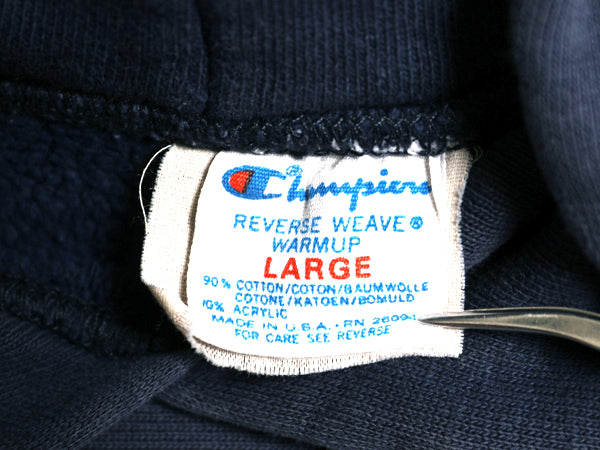 Champion
REVERSE WEAVE®
WARMUP
LARGE
90% COTTON/COTON/BAUMWOLLE
COTONE/KATOEN/BOMULD
10% ACRYLIC
MADE IN U.S.A. - RN 26094
FOR CARE SEE REVERSE